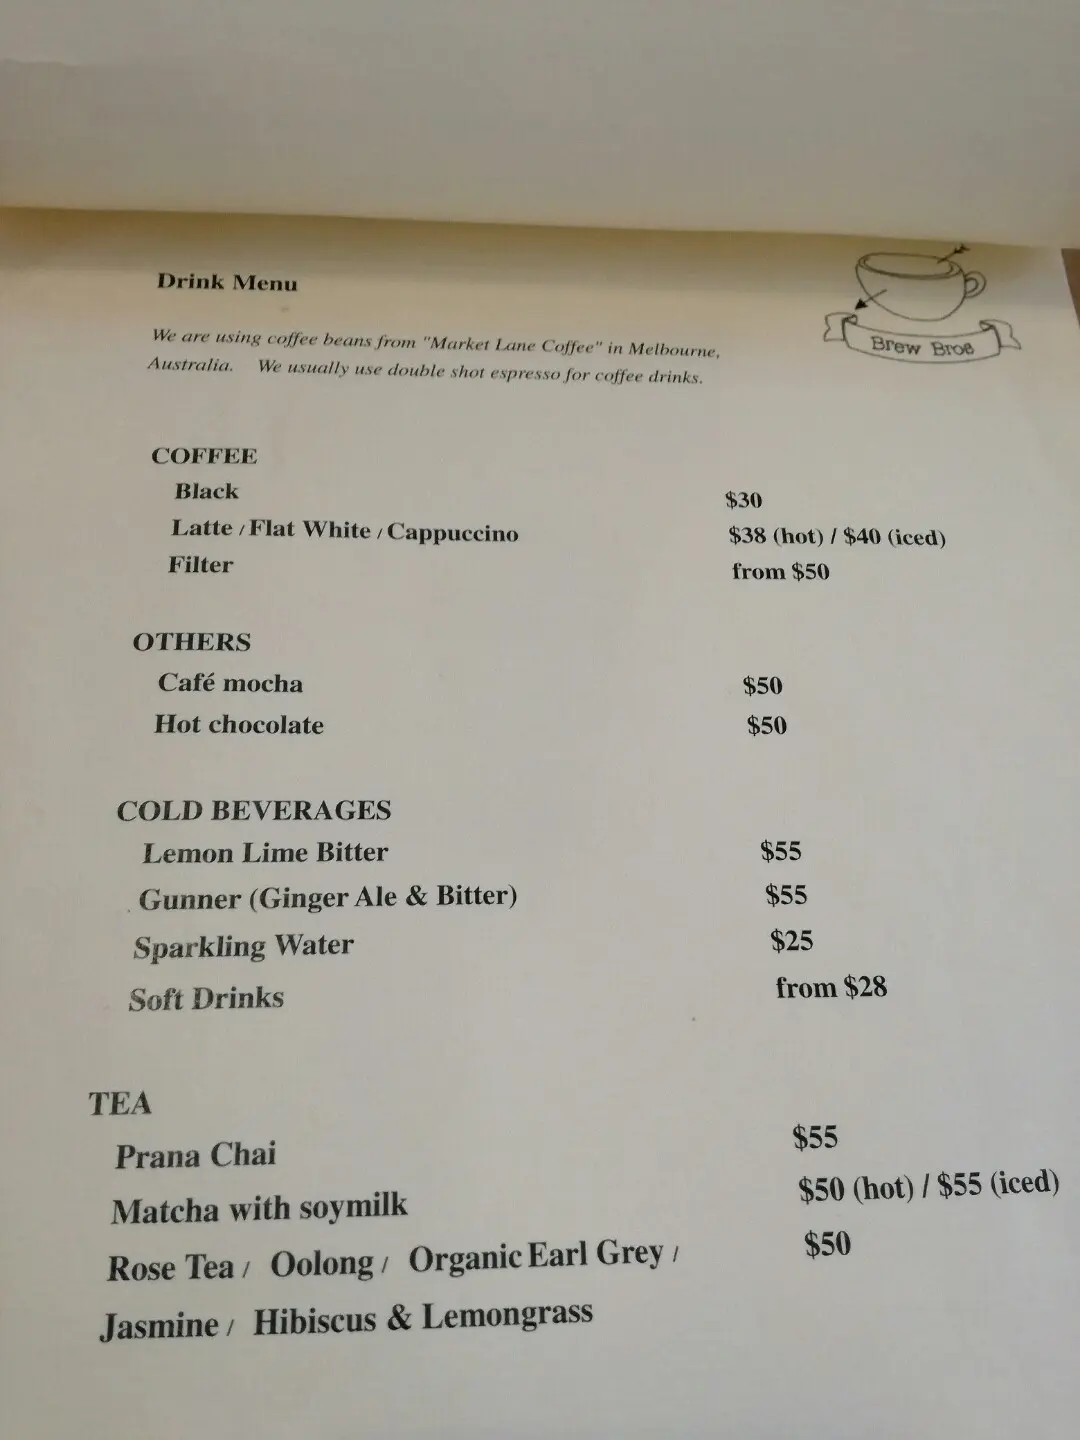 Drink Menu
Brew Bros
We are using coffee beans from "Market Lane Coffee" in Melbourne,
Australia. We usually use double shot espresso for coffee drinks.
COFFEE
Black $30
Latte / Flat White / Cappuccino $38 (hot) / $40 (iced)
Filter from $50
OTHERS
Café mocha $50
Hot chocolate $50
COLD BEVERAGES
Lemon Lime Bitter $55
Gunner (Ginger Ale & Bitter) $55
Sparkling Water $25
Soft Drinks from $28
TEA
Prana Chai $55
Matcha with soymilk $50 (hot) / $55 (iced)
Rose Tea / Oolong / Organic Earl Grey / $50
Jasmine / Hibiscus & Lemongrass